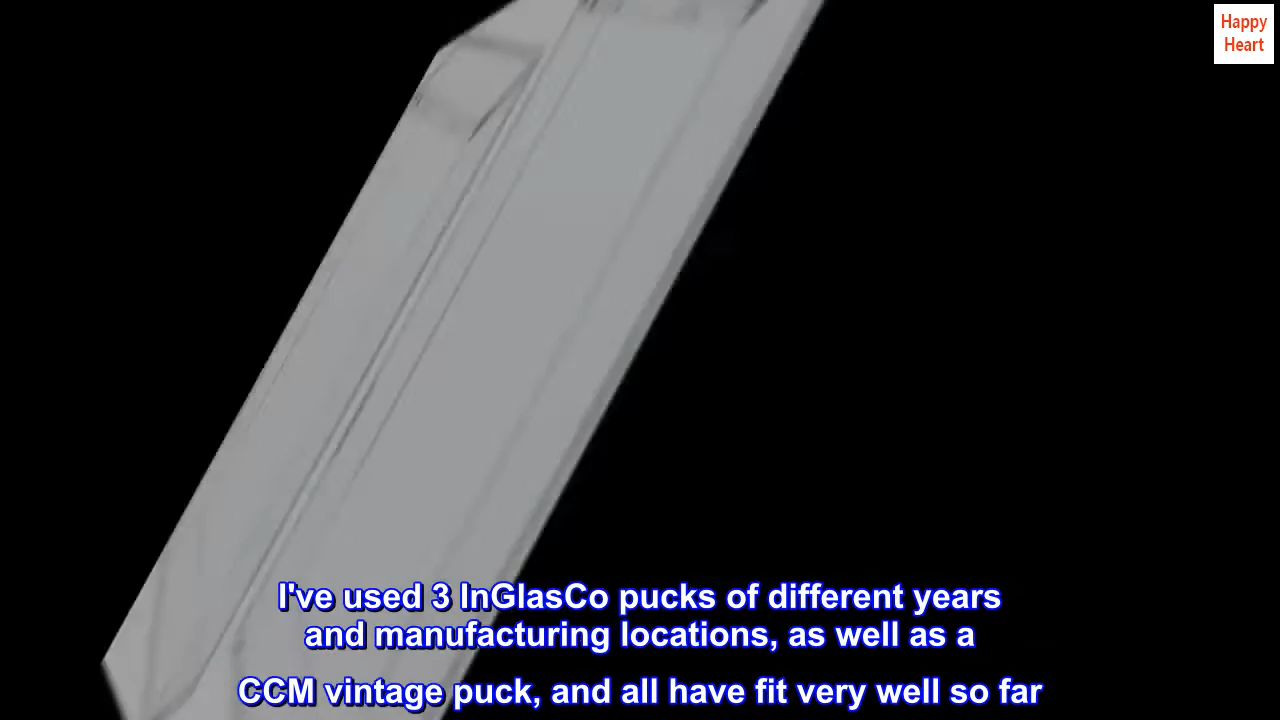 Happy
Heart
I've used 3 InGlasCo pucks of different years
and manufacturing locations, as well as a
CCM vintage puck, and all have fit very well so far